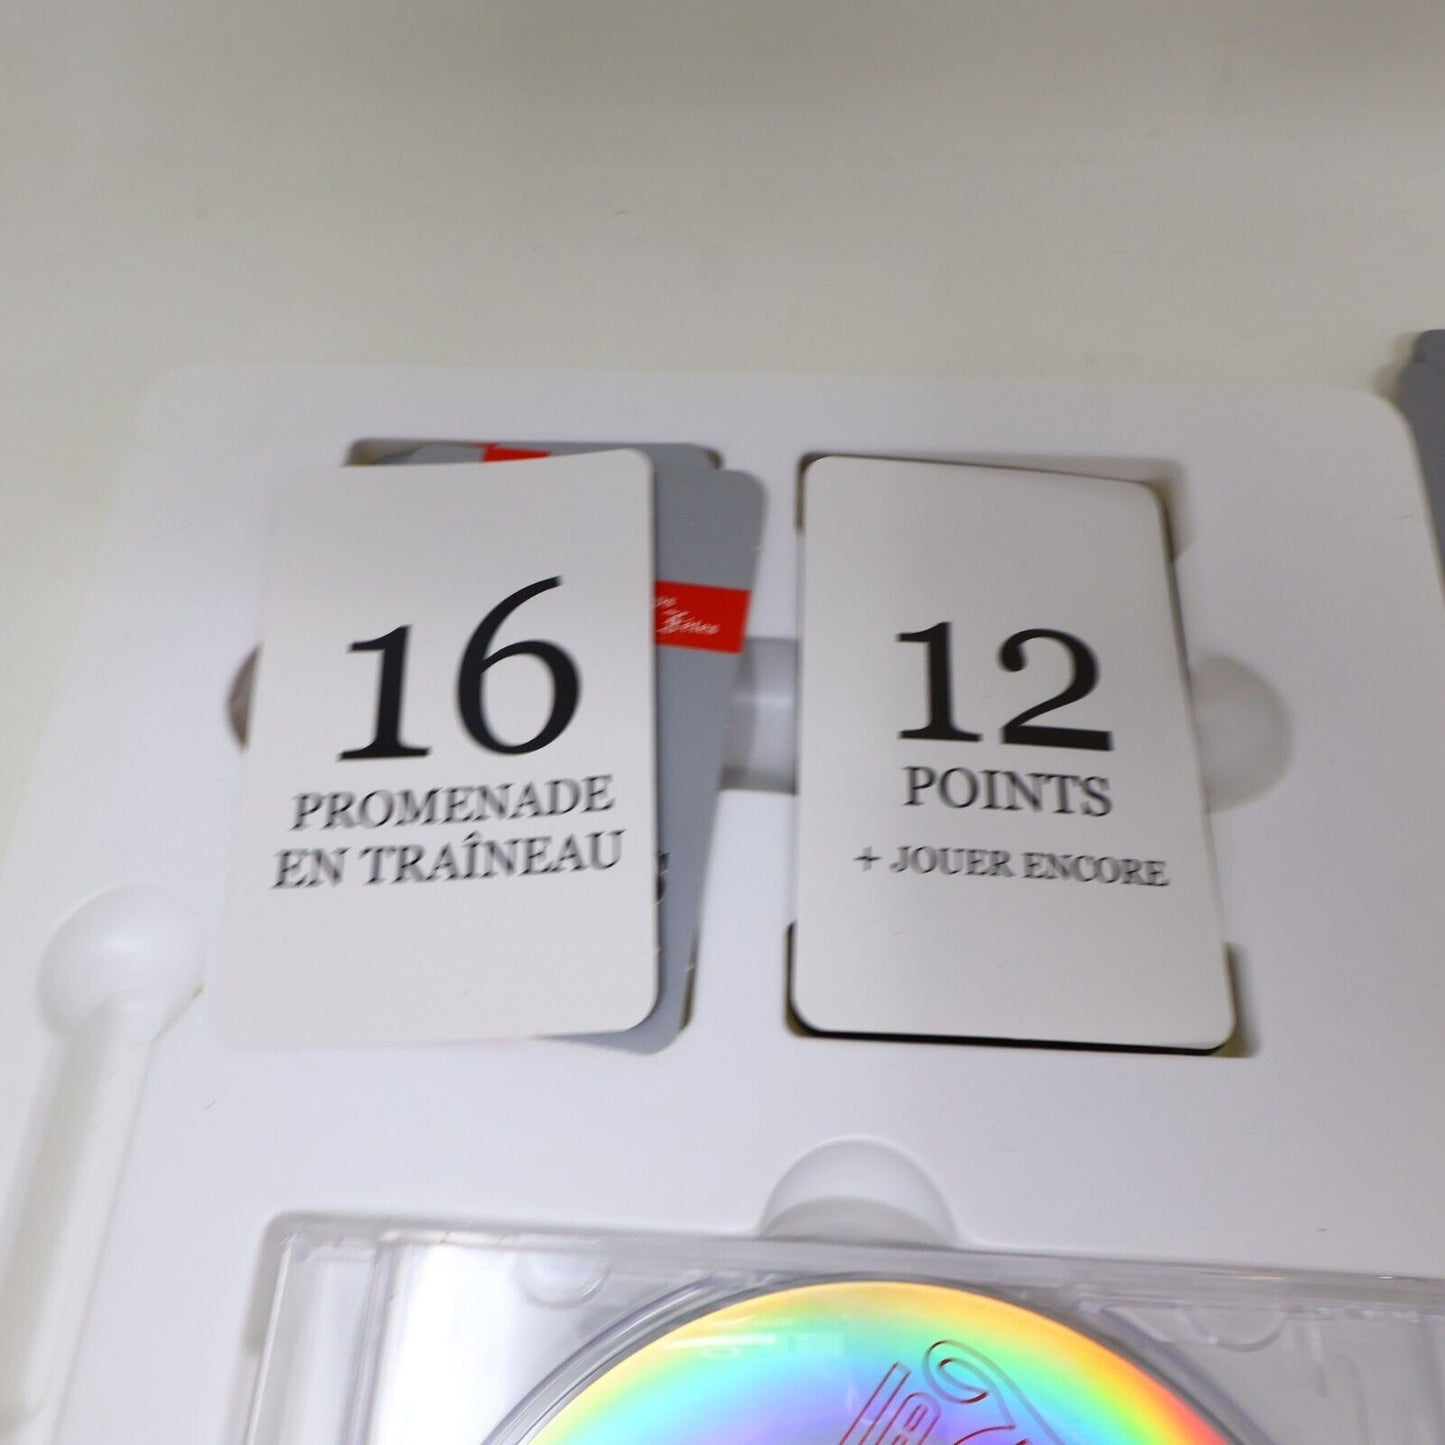 16
PROMENADE
EN TRAÎNEAU
12
POINTS
+ JOUER ENCORE